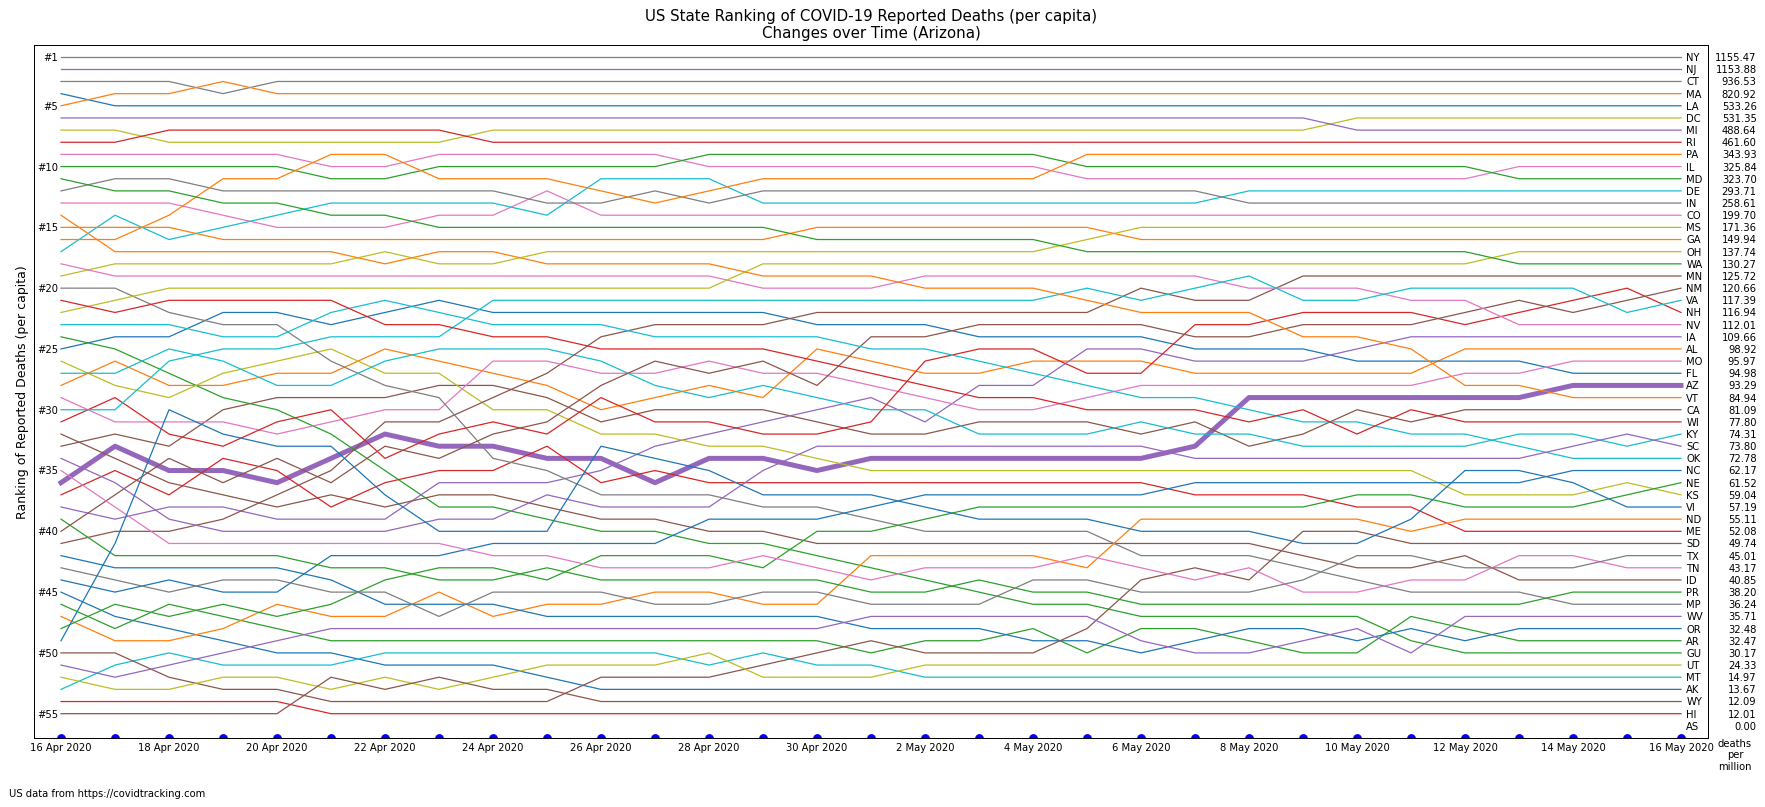 US State Ranking of COVID-19 Reported Deaths (per capita)
Changes over Time (Arizona)
Ranking of Reported Deaths (per capita)
#1
#5
#10
#15
#20
#25
#30
#35
#40
#45
#50
#55
NY 1155.47
NJ 1153.88
CT 936.53
MA 820.92
LA 533.26
DC 531.35
MI 488.64
RI 461.60
PA 343.93
IL 325.84
MD 323.70
DE 293.71
IN 258.61
CO 199.70
MS 171.36
GA 149.94
OH 137.74
WA 130.27
MN 125.72
NM 120.66
VA 117.39
NH 116.94
NV 112.01
IA 109.66
AL 98.92
MO 95.97
FL 94.98
AZ 93.29
VT 84.94
CA 81.09
WI 77.80
KY 74.31
SC 73.80
OK 72.78
NC 62.17
NE 61.52
KS 59.04
VI 57.19
ND 55.11
ME 52.08
SD 49.74
TX 45.01
TN 43.17
ID 40.85
PR 38.20
MP 36.24
WV 35.71
OR 32.48
AR 32.47
GU 30.17
UT 24.33
MT 14.97
AK 13.67
WY 12.09
HI 12.01
AS 0.00
16 Apr 2020 18 Apr 2020 20 Apr 2020 22 Apr 2020 24 Apr 2020 26 Apr 2020 28 Apr 2020 30 Apr 2020 2 May 2020 4 May 2020 6 May 2020 8 May 2020 10 May 2020 12 May 2020 14 May 2020 16 May 2020
deaths
per
million
US data from https://covidtracking.com